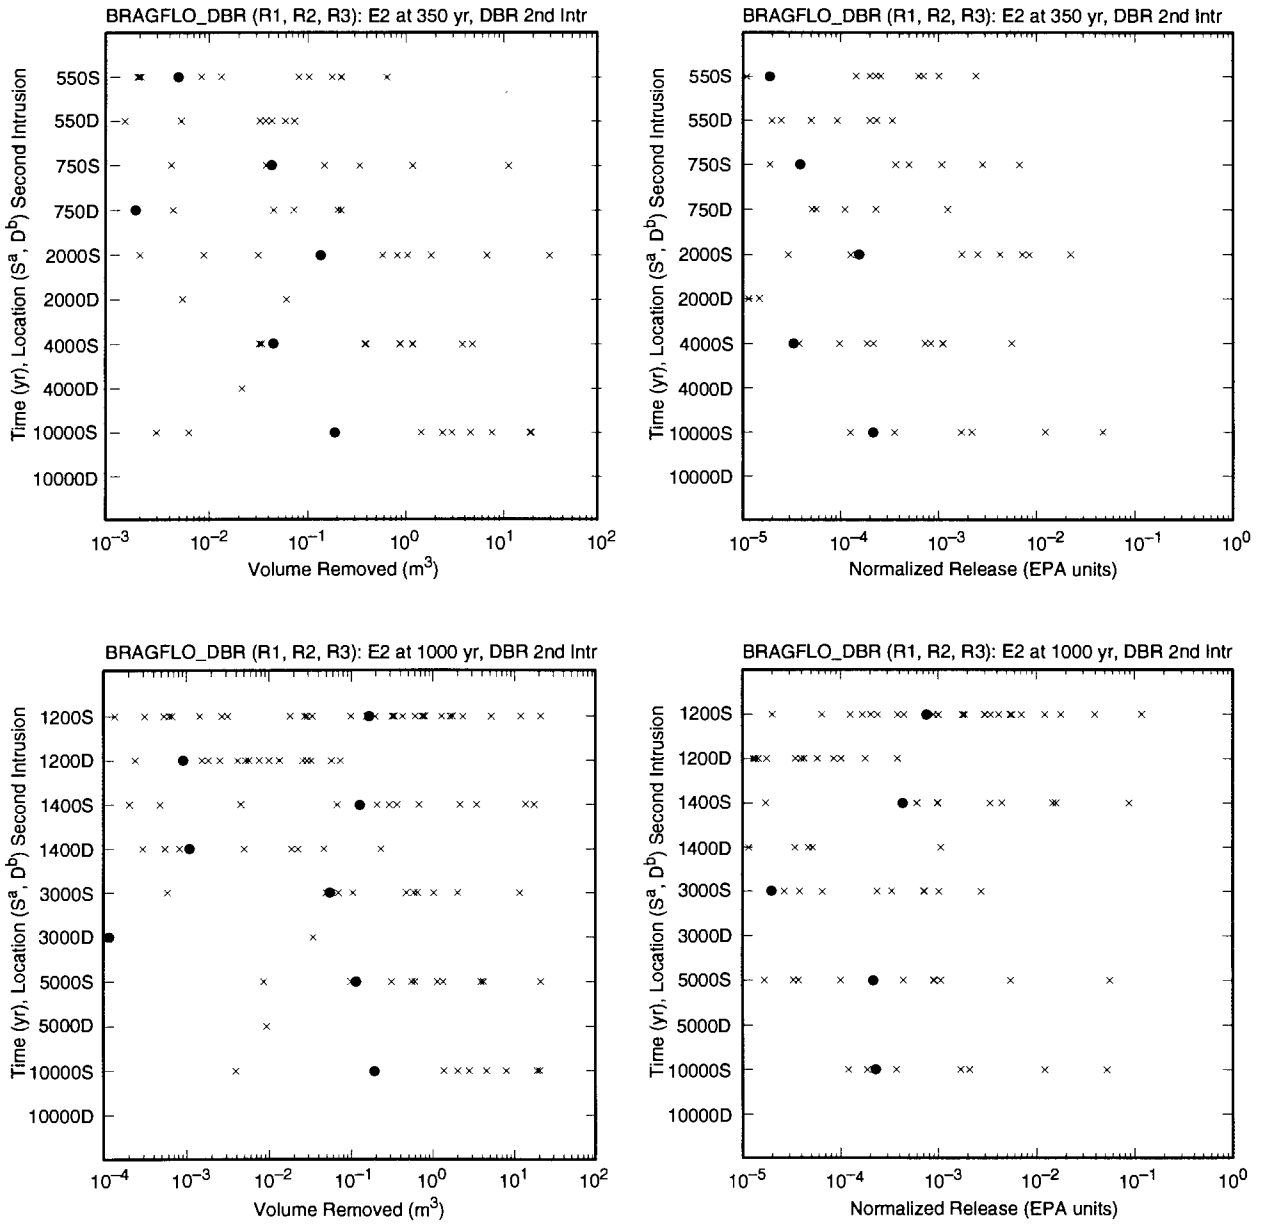 BRAGFLO_DBR (R1, R2, R3): E2 at 350 yr, DBR 2nd Intr
Time (yr), Location (Sᵃ, Dᵇ) Second Intrusion
550S
550D
750S
750D
2000S
2000D
4000S
4000D
10000S
10000D
10⁻³ 10⁻² 10⁻¹ 10⁰ 10¹ 10²
Volume Removed (m³)
BRAGFLO_DBR (R1, R2, R3): E2 at 350 yr, DBR 2nd Intr
Time (yr), Location (Sᵃ, Dᵇ) Second Intrusion
550S
550D
750S
750D
2000S
2000D
4000S
4000D
10000S
10000D
10⁻⁵ 10⁻⁴ 10⁻³ 10⁻² 10⁻¹ 10⁰
Normalized Release (EPA units)
BRAGFLO_DBR (R1, R2, R3): E2 at 1000 yr, DBR 2nd Intr
Time (yr), Location (Sᵃ, Dᵇ) Second Intrusion
1200S
1200D
1400S
1400D
3000S
3000D
5000S
5000D
10000S
10000D
10⁻⁴ 10⁻³ 10⁻² 10⁻¹ 10⁰ 10¹ 10²
Volume Removed (m³)
BRAGFLO_DBR (R1, R2, R3): E2 at 1000 yr, DBR 2nd Intr
Time (yr), Location (Sᵃ, Dᵇ) Second Intrusion
1200S
1200D
1400S
1400D
3000S
3000D
5000S
5000D
10000S
10000D
10⁻⁵ 10⁻⁴ 10⁻³ 10⁻² 10⁻¹ 10⁰
Normalized Release (EPA units)